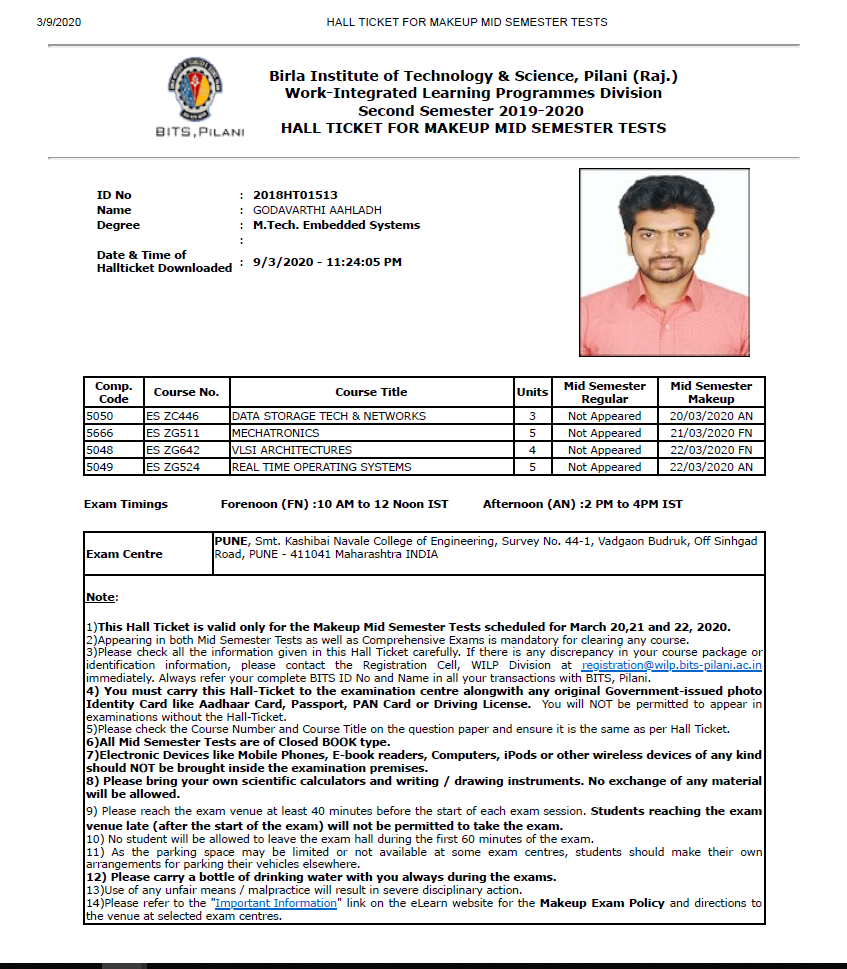 3/9/2020 HALL TICKET FOR MAKEUP MID SEMESTER TESTS
Birla Institute of Technology & Science, Pilani (Raj.)
Work-Integrated Learning Programmes Division
Second Semester 2019-2020
HALL TICKET FOR MAKEUP MID SEMESTER TESTS
BITS, PILANI
ID No : 2018HT01513
Name : GODAVARTHI AAHLADH
Degree : M.Tech. Embedded Systems
:
Date & Time of
Hallticket Downloaded : 9/3/2020 - 11:24:05 PM
Comp. Code Course No. Course Title Units Mid Semester Regular Mid Semester Makeup
5050 ES ZC446 DATA STORAGE TECH & NETWORKS 3 Not Appeared 20/03/2020 AN
5666 ES ZG511 MECHATRONICS 5 Not Appeared 21/03/2020 FN
5048 ES ZG642 VLSI ARCHITECTURES 4 Not Appeared 22/03/2020 FN
5049 ES ZG524 REAL TIME OPERATING SYSTEMS 5 Not Appeared 22/03/2020 AN
Exam Timings Forenoon (FN) :10 AM to 12 Noon IST Afternoon (AN) :2 PM to 4PM IST
Exam Centre PUNE, Smt. Kashibai Navale College of Engineering, Survey No. 44-1, Vadgaon Budruk, Off Sinhgad
Road, PUNE - 411041 Maharashtra INDIA
Note:
1)This Hall Ticket is valid only for the Makeup Mid Semester Tests scheduled for March 20,21 and 22, 2020.
2)Appearing in both Mid Semester Tests as well as Comprehensive Exams is mandatory for clearing any course.
3)Please check all the information given in this Hall Ticket carefully. If there is any discrepancy in your course package or
identification information, please contact the Registration Cell, WILP Division at registration@wilp.bits-pilani.ac.in
immediately. Always refer your complete BITS ID No and Name in all your transactions with BITS, Pilani.
4) You must carry this Hall-Ticket to the examination centre alongwith any original Government-issued photo
Identity Card like Aadhaar Card, Passport, PAN Card or Driving License. You will NOT be permitted to appear in
examinations without the Hall-Ticket.
5)Please check the Course Number and Course Title on the question paper and ensure it is the same as per Hall Ticket.
6)All Mid Semester Tests are of Closed BOOK type.
7)Electronic Devices like Mobile Phones, E-book readers, Computers, iPods or other wireless devices of any kind
should NOT be brought inside the examination premises.
8) Please bring your own scientific calculators and writing / drawing instruments. No exchange of any material
will be allowed.
9) Please reach the exam venue at least 40 minutes before the start of each exam session. Students reaching the exam
venue late (after the start of the exam) will not be permitted to take the exam.
10) No student will be allowed to leave the exam hall during the first 60 minutes of the exam.
11) As the parking space may be limited or not available at some exam centres, students should make their own
arrangements for parking their vehicles elsewhere.
12) Please carry a bottle of drinking water with you always during the exams.
13)Use of any unfair means / malpractice will result in severe disciplinary action.
14)Please refer to the "Important Information" link on the eLearn website for the Makeup Exam Policy and directions to
the venue at selected exam centres.